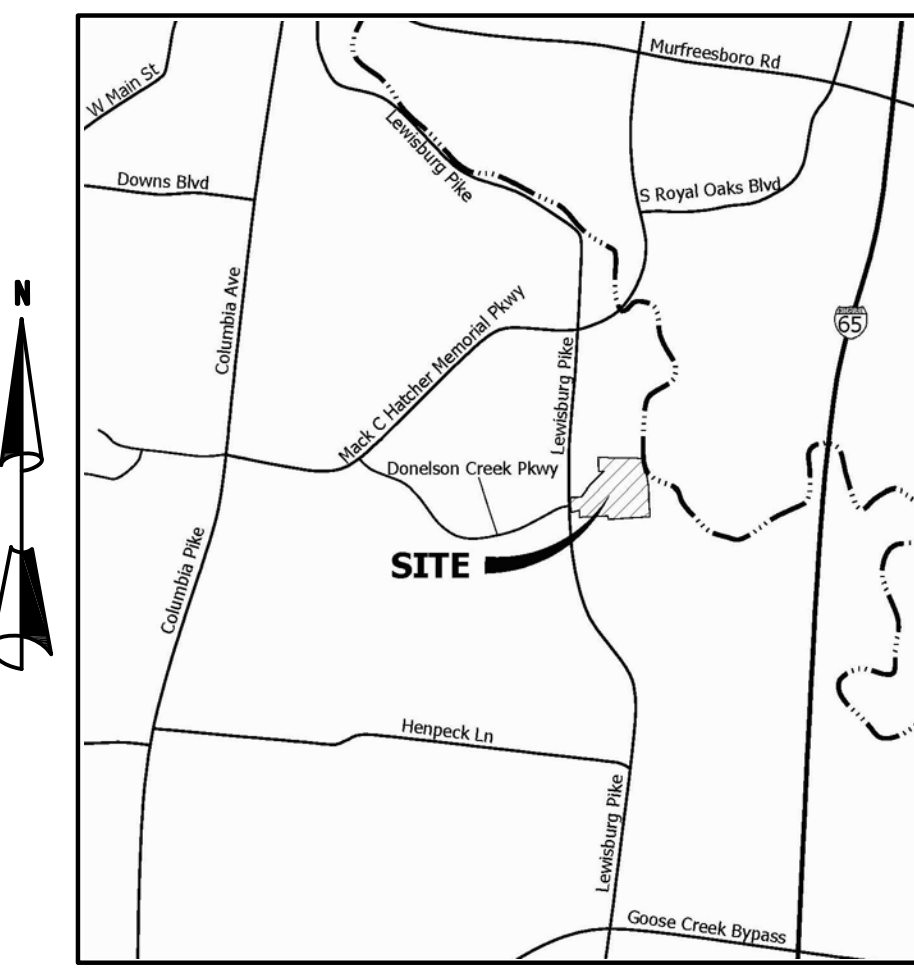 Murfreesboro Rd
W Main St
Lewisburg Pike
Downs Blvd
S Royal Oaks Blvd
N
Columbia Ave
Mack C Hatcher Memorial Pkwy
65
Lewisburg Pike
Donelson Creek Pkwy
SITE
Columbia Pike
Henpeck Ln
Lewisburg Pike
Goose Creek Bypass